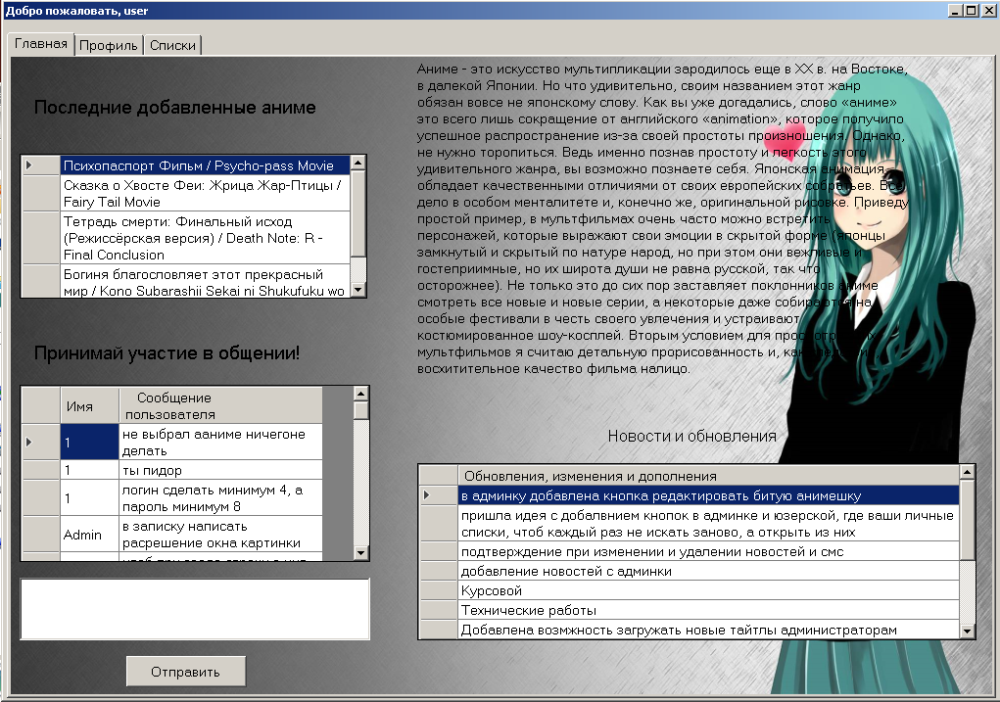 Добро пожаловать, user
Главная
Профиль
Списки
Последние добавленные аниме
Психопаспорт Фильм / Psycho-pass Movie
Сказка о Хвосте Феи: Жрица Жар-Птицы /
Fairy Tail Movie
Тетрадь смерти: Финальный исход
(Режиссёрская версия) / Death Note: R -
Final Conclusion
Богиня благословляет этот прекрасный
мир / Kono Subarashii Sekai ni Shukufuku wo
Принимай участие в общении!
Имя
Сообщение
пользователя
1
не выбрал аániме ничегоне
делать
1
ты пидор
1
логин сделать минимум 4, а
пароль минимум 8
Admin
в записку написать
расрешение окна картинки
Отправить
Аниме - это искусство мультипликации зародилось еще в XX в. на Востоке,
в далекой Японии. Но что удивительно, своим названием этот жанр
обязан вовсе не японскому слову. Как вы уже догадались, слово «аниме»
это всего лишь сокращение от английского «animation», которое получило
успешное распространение из-за своей простоты произношения. Однако,
не нужно торопиться. Ведь именно познав простоту и легкость этого
удивительного жанра, вы возможно познаете себя. Японская анимация
обладает качественными отличиями от своих европейских собратьев. Все
дело в особом менталитете и, конечно же, оригинальной рисовке. Приведу
простой пример, в мультфильмах очень часто можно встретить
персонажей, которые выражают свои эмоции в скрытой форме (японцы
замкнутый и скрытый по натуре народ, но при этом они вежливые и
гостеприимные, но их широта души не равна русской, так что
осторожнее). Не только это до сих пор заставляет поклонников аниме
смотреть все новые и новые серии, а некоторые даже собираются на
особые фестивали в честь своего увлечения и устраивают
костюмированное шоу-косплей. Вторым условием для
мультфильмов я считаю детальную прорисованность и,
восхитительное качество фильма налицо.
Новости и обновления
Обновления, изменения и дополнения
в админку добавлена кнопка редактировать битую анимешку
пришла идея с добалвнием кнопок в админке и юзерской, где ваши личные
списки, чтоб каждый раз не искать заново, а открыть из них
подтверждение при изменении и удалении новостей и смс
добавление новостей с админки
Курсовой
Технические работы
Добавлена возмжность загружать новые тайтлы администраторам